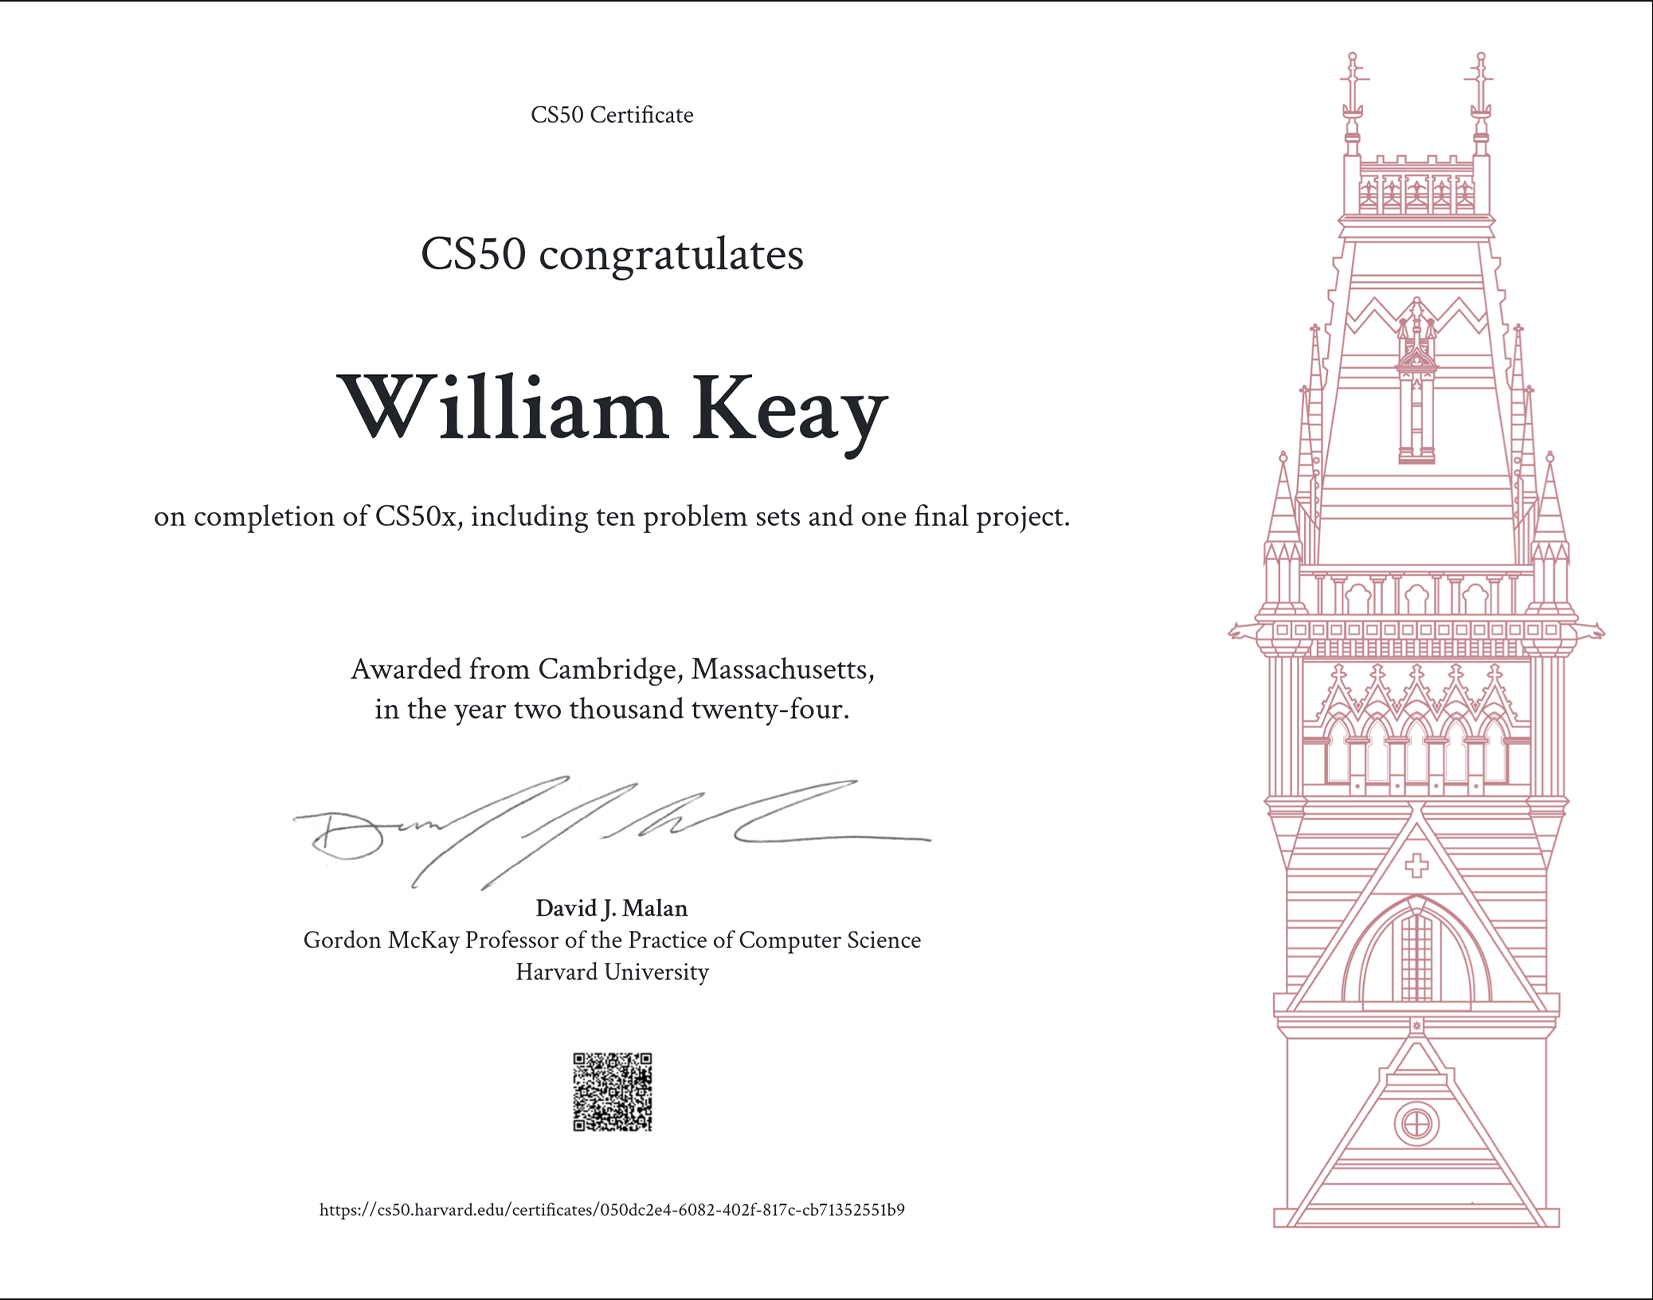 CS50 Certificate
CS50 congratulates
William Keay
on completion of CS50x, including ten problem sets and one final project.
Awarded from Cambridge, Massachusetts,
in the year two thousand twenty-four.
David J. Malan
Gordon McKay Professor of the Practice of Computer Science
Harvard University
https://cs50.harvard.edu/certificates/050dc2e4-6082-402f-817c-cb71352551b9